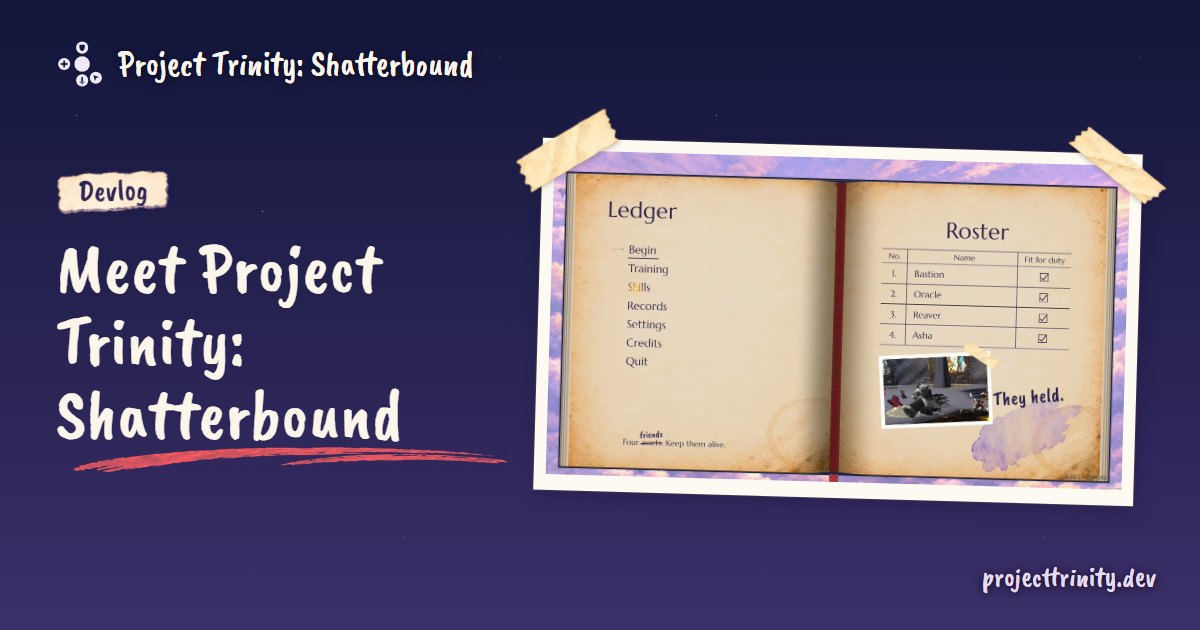 Project Trinity: Shatterbound
Devlog
Meet Project
Trinity:
Shatterbound
Ledger
Begin
Training
Skills
Records
Settings
Credits
Quit
friends
Four assets. Keep them alive.
Roster
No. Name Fit for duty
1. Bastion ☑
2. Oracle ☑
3. Reaver ☑
4. Asha ☑
They held.
projecttrinity.dev